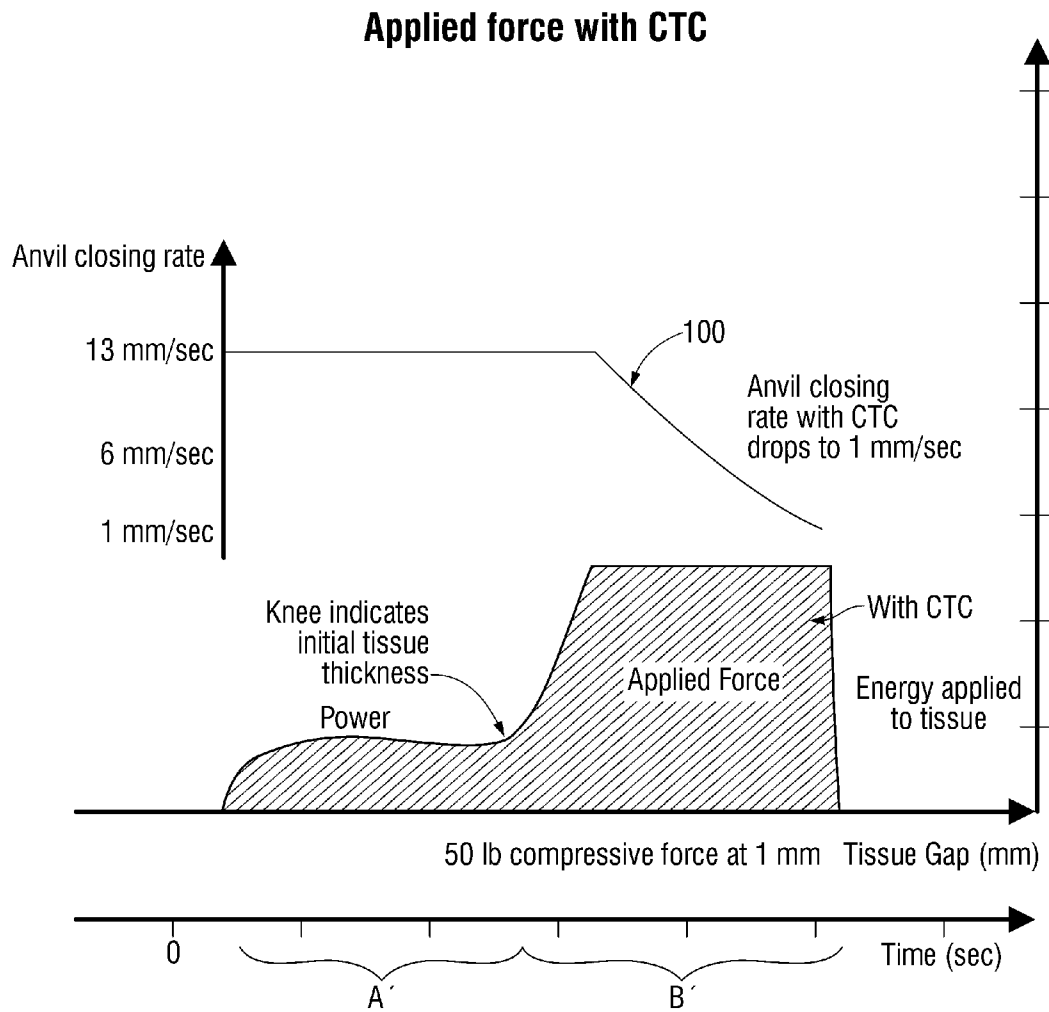 Applied force with CTC
Anvil closing rate
13 mm/sec
6 mm/sec
1 mm/sec
100
Anvil closing
rate with CTC
drops to 1 mm/sec
Knee indicates
initial tissue
thickness
Power
Applied Force
With CTC
Energy applied
to tissue
50 lb compressive force at 1 mm Tissue Gap (mm)
0
Time (sec)
A´
B´